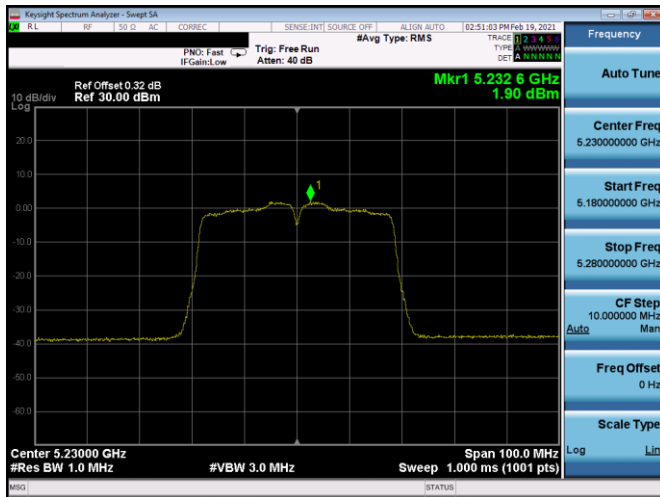 Keysight Spectrum Analyzer - Swept SA
RL RF 50 Ω AC CORREC SENSE:INT SOURCE OFF ALIGN AUTO 02:51:03 PM Feb 19, 2021
#Avg Type: RMS TRACE 1 2 3 4 5 6
PNO: Fast Trig: Free Run TYPE A WWWWW
IFGain:Low Atten: 40 dB DET A N N N N N
Frequency
Auto Tune
Ref Offset 0.32 dB Mkr1 5.232 6 GHz
10 dB/div Ref 30.00 dBm 1.90 dBm
Log
Center Freq
5.230000000 GHz
20.0
10.0
1
0.00
-10.0
-20.0
-30.0
-40.0
-50.0
-60.0
Start Freq
5.180000000 GHz
Stop Freq
5.280000000 GHz
CF Step
10.000000 MHz
Auto Man
Freq Offset
0 Hz
Scale Type
Log Lin
Center 5.23000 GHz Span 100.0 MHz
#Res BW 1.0 MHz #VBW 3.0 MHz Sweep 1.000 ms (1001 pts)
MSG STATUS